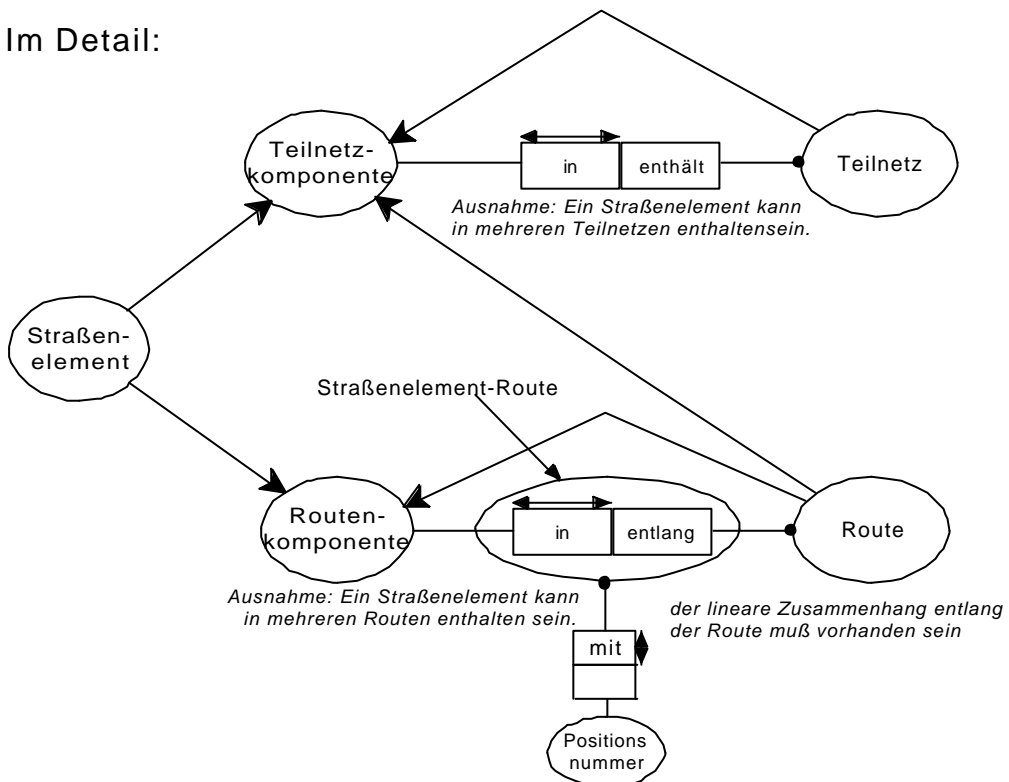 Im Detail:
Teilnetz-
komponente
in
enthält
Teilnetz
Ausnahme: Ein Straßenelement kann
in mehreren Teilnetzen enthaltensein.
Straßen-
element
Straßenelement-Route
Routen-
komponente
in
entlang
Route
Ausnahme: Ein Straßenelement kann
in mehreren Routen enthalten sein.
der lineare Zusammenhang entlang
der Route muß vorhanden sein
mit
Positions
nummer